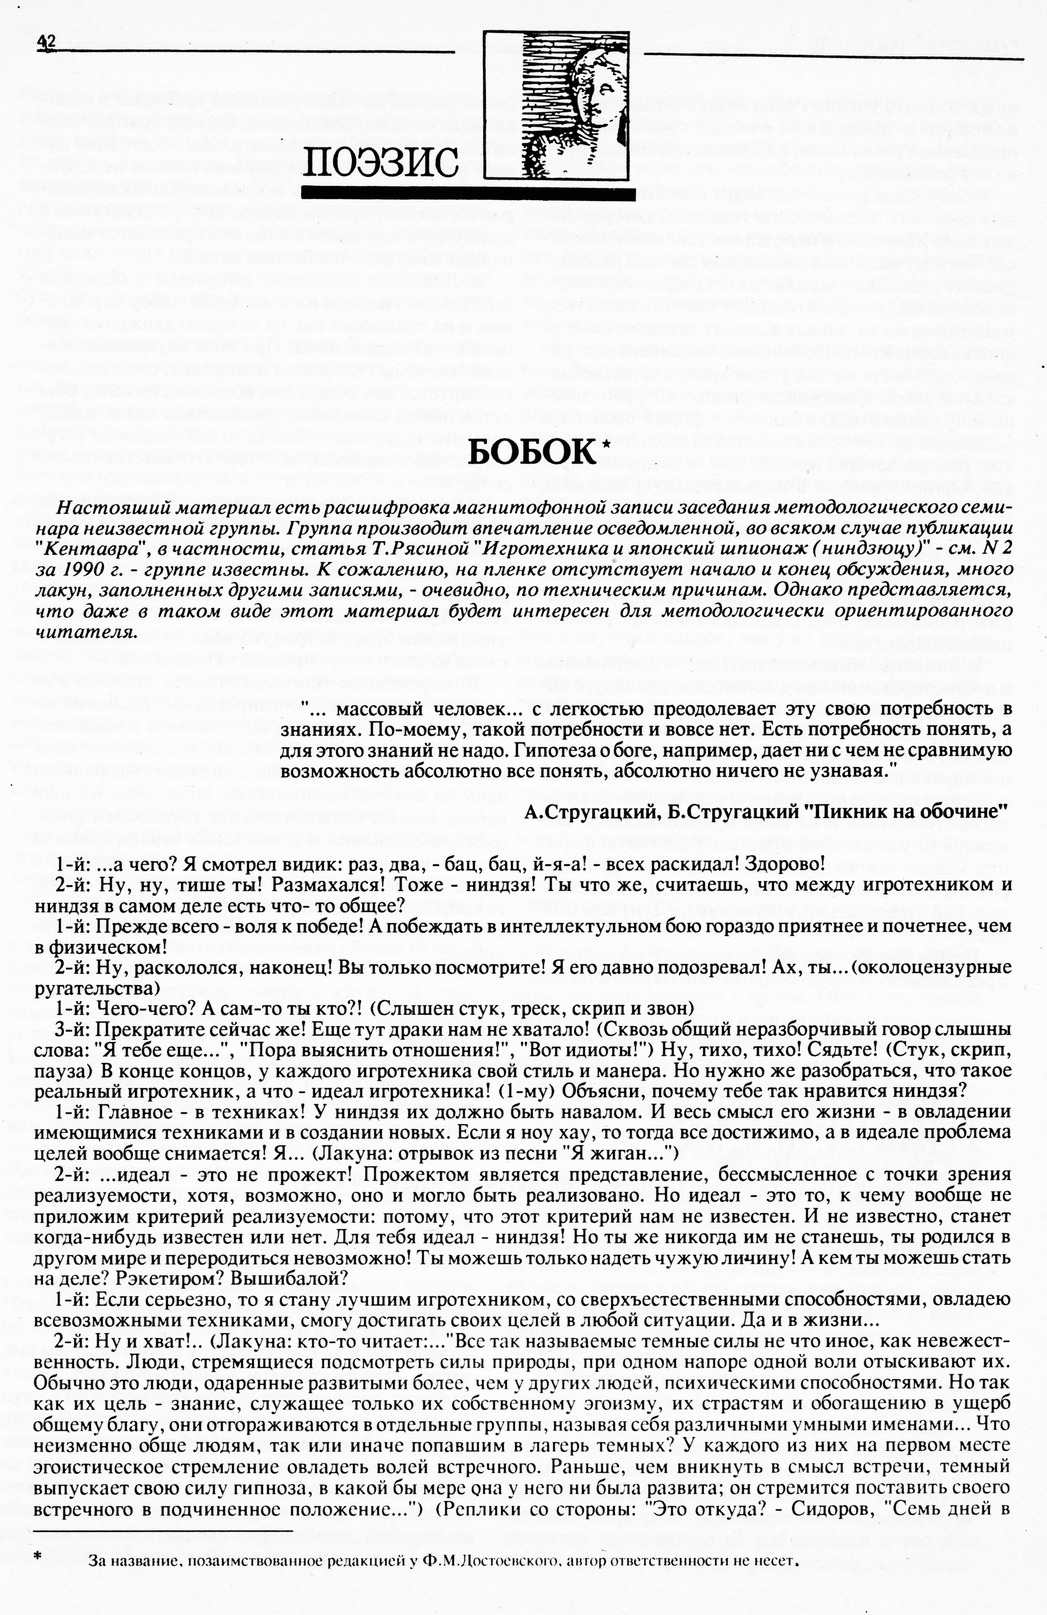 42
ПОЭЗИС
БОБОК*
Настоящий материал есть расшифровка магнитофонной записи заседания методологического семи-
нара неизвестной группы. Группа производит впечатление осведомленной, во всяком случае публикации
"Кентавра", в частности, статья Т.Рясиной "Игротехника и японский шпионаж (ниндзюцу)" - см. N 2
за 1990 г. - группе известны. К сожалению, на пленке отсутствует начало и конец обсуждения, много
лакун, заполненных другими записями, - очевидно, по техническим причинам. Однако представляется,
что даже в таком виде этот материал будет интересен для методологически ориентированного
читателя.
"... массовый человек... с легкостью преодолевает эту свою потребность в
знаниях. По-моему, такой потребности и вовсе нет. Есть потребность понять, а
для этого знаний не надо. Гипотеза о боге, например, дает ни с чем не сравнимую
возможность абсолютно все понять, абсолютно ничего не узнавая."
А.Стругацкий, Б.Стругацкий "Пикник на обочине"
1-й: ...а чего? Я смотрел видик: раз, два, - бац, бац, й-я-а! - всех раскидал! Здорово!
2-й: Ну, ну, тише ты! Размахался! Тоже - ниндзя! Ты что же, считаешь, что между игротехником и
ниндзя в самом деле есть что- то общее?
1-й: Прежде всего - воля к победе! А побеждать в интеллектульном бою гораздо приятнее и почетнее, чем
в физическом!
2-й: Ну, раскололся, наконец! Вы только посмотрите! Я его давно подозревал! Ах, ты... (околоцензурные
ругательства)
1-й: Чего-чего? А сам-то ты кто?! (Слышен стук, треск, скрип и звон)
3-й: Прекратите сейчас же! Еще тут драки нам не хватало! (Сквозь общий неразборчивый говор слышны
слова: "Я тебе еще...", "Пора выяснить отношения!", "Вот идиоты!") Ну, тихо, тихо! Сядьте! (Стук, скрип,
пауза) В конце концов, у каждого игротехника свой стиль и манера. Но нужно же разобраться, что такое
реальный игротехник, а что - идеал игротехника! (1-му) Объясни, почему тебе так нравится ниндзя?
1-й: Главное - в техниках! У ниндзя их должно быть навалом. И весь смысл его жизни - в овладении
имеющимися техниками и в создании новых. Если я ноу хау, то тогда все достижимо, а в идеале проблема
целей вообще снимается! Я... (Лакуна: отрывок из песни "Я жиган...")
2-й: ...идеал - это не прожект! Прожектом является представление, бессмысленное с точки зрения
реализуемости, хотя, возможно, оно и могло быть реализовано. Но идеал - это то, к чему вообще не
приложим критерий реализуемости: потому, что этот критерий нам не известен. И не известно, станет
когда-нибудь известен или нет. Для тебя идеал - ниндзя! Но ты же никогда им не станешь, ты родился в
другом мире и переродиться невозможно! Ты можешь только надеть чужую личину! А кем ты можешь стать
на деле? Рэкетиром? Вышибалой?
1-й: Если серьезно, то я стану лучшим игротехником, со сверхъестественными способностями, овладею
всевозможными техниками, смогу достигать своих целей в любой ситуации. Да и в жизни...
2-й: Ну и хват!.. (Лакуна: кто-то читает:..."Все так называемые темные силы не что иное, как невежест-
венность. Люди, стремящиеся подсмотреть силы природы, при одном напоре одной воли отыскивают их.
Обычно это люди, одаренные развитыми более, чем у других людей, психическими способностями. Но так
как их цель - знание, служащее только их собственному эгоизму, их страстям и обогащению в ущерб
общему благу, они отгораживаются в отдельные группы, называя себя различными умными именами... Что
неизменно обще людям, так или иначе попавшим в лагерь темных? У каждого из них на первом месте
эгоистическое стремление овладеть волей встречного. Раньше, чем вникнуть в смысл встречи, темный
выпускает свою силу гипноза, в какой бы мере она у него ни была развита; он стремится поставить своего
встречного в подчиненное положение...") (Реплики со стороны: "Это откуда? - Сидоров, "Семь дней в
* За название, позаимствованное редакцией у Ф.М.Достоевского, автор ответственности не несет.